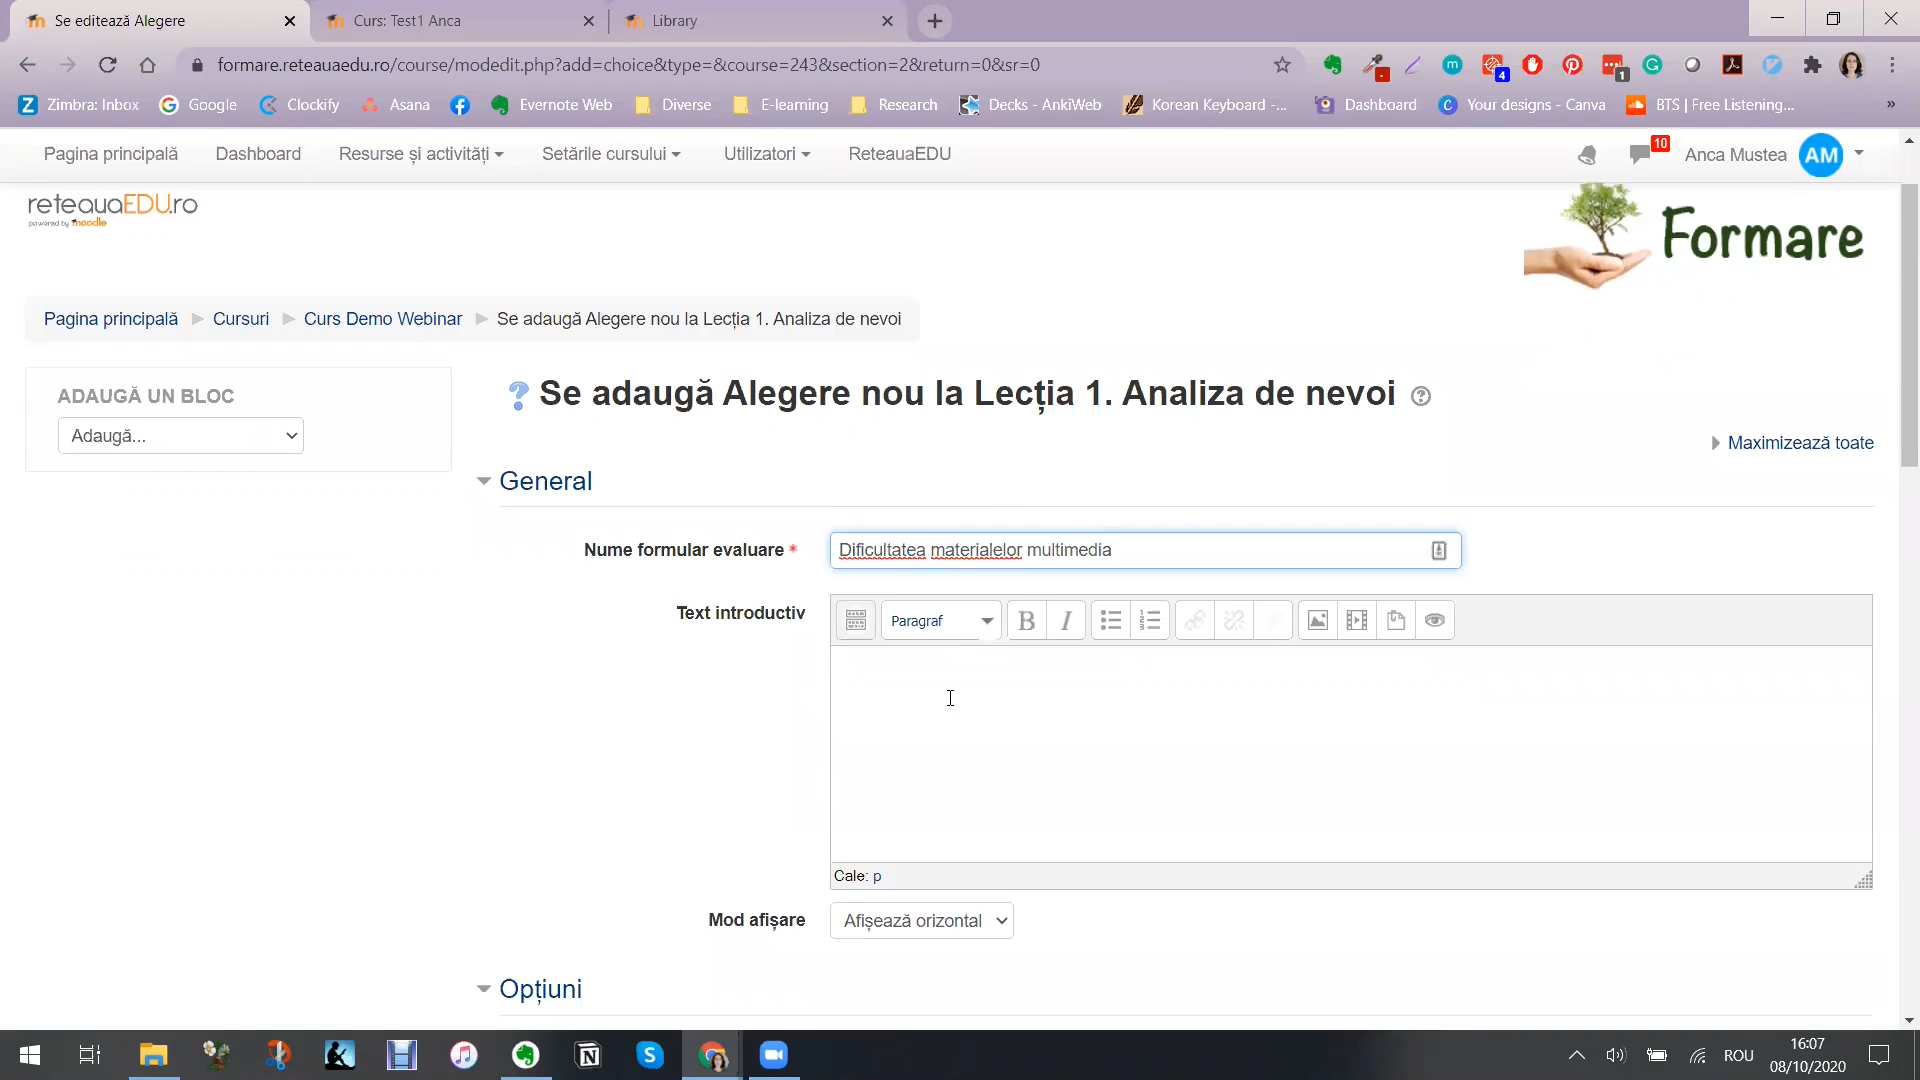 Se editează Alegere
Curs: Test1 Anca
Library
formare.reteauaedu.ro/course/modedit.php?add=choice&type=&course=243&section=2&return=0&sr=0
4
1
Zimbra: Inbox
Google
Clockify
Asana
Evernote Web
Diverse
E-learning
Research
Decks - AnkiWeb
Korean Keyboard -...
Dashboard
Your designs - Canva
BTS | Free Listening...
»
Pagina principală
Dashboard
Resurse și activități
Setările cursului
Utilizatori
ReteauaEDU
10
Anca Mustea
AM
reteauaEDU.ro
powered by moodle
Formare
Pagina principală
Cursuri
Curs Demo Webinar
Se adaugă Alegere nou la Lecția 1. Analiza de nevoi
ADAUGĂ UN BLOC
Adaugă...
Se adaugă Alegere nou la Lecția 1. Analiza de nevoi
Maximizează toate
General
Nume formular evaluare *
Dificultatea materialelor multimedia
Text introductiv
Paragraf
B
I
Cale: p
Mod afișare
Afișează orizontal
Opțiuni
ROU
16:07
08/10/2020